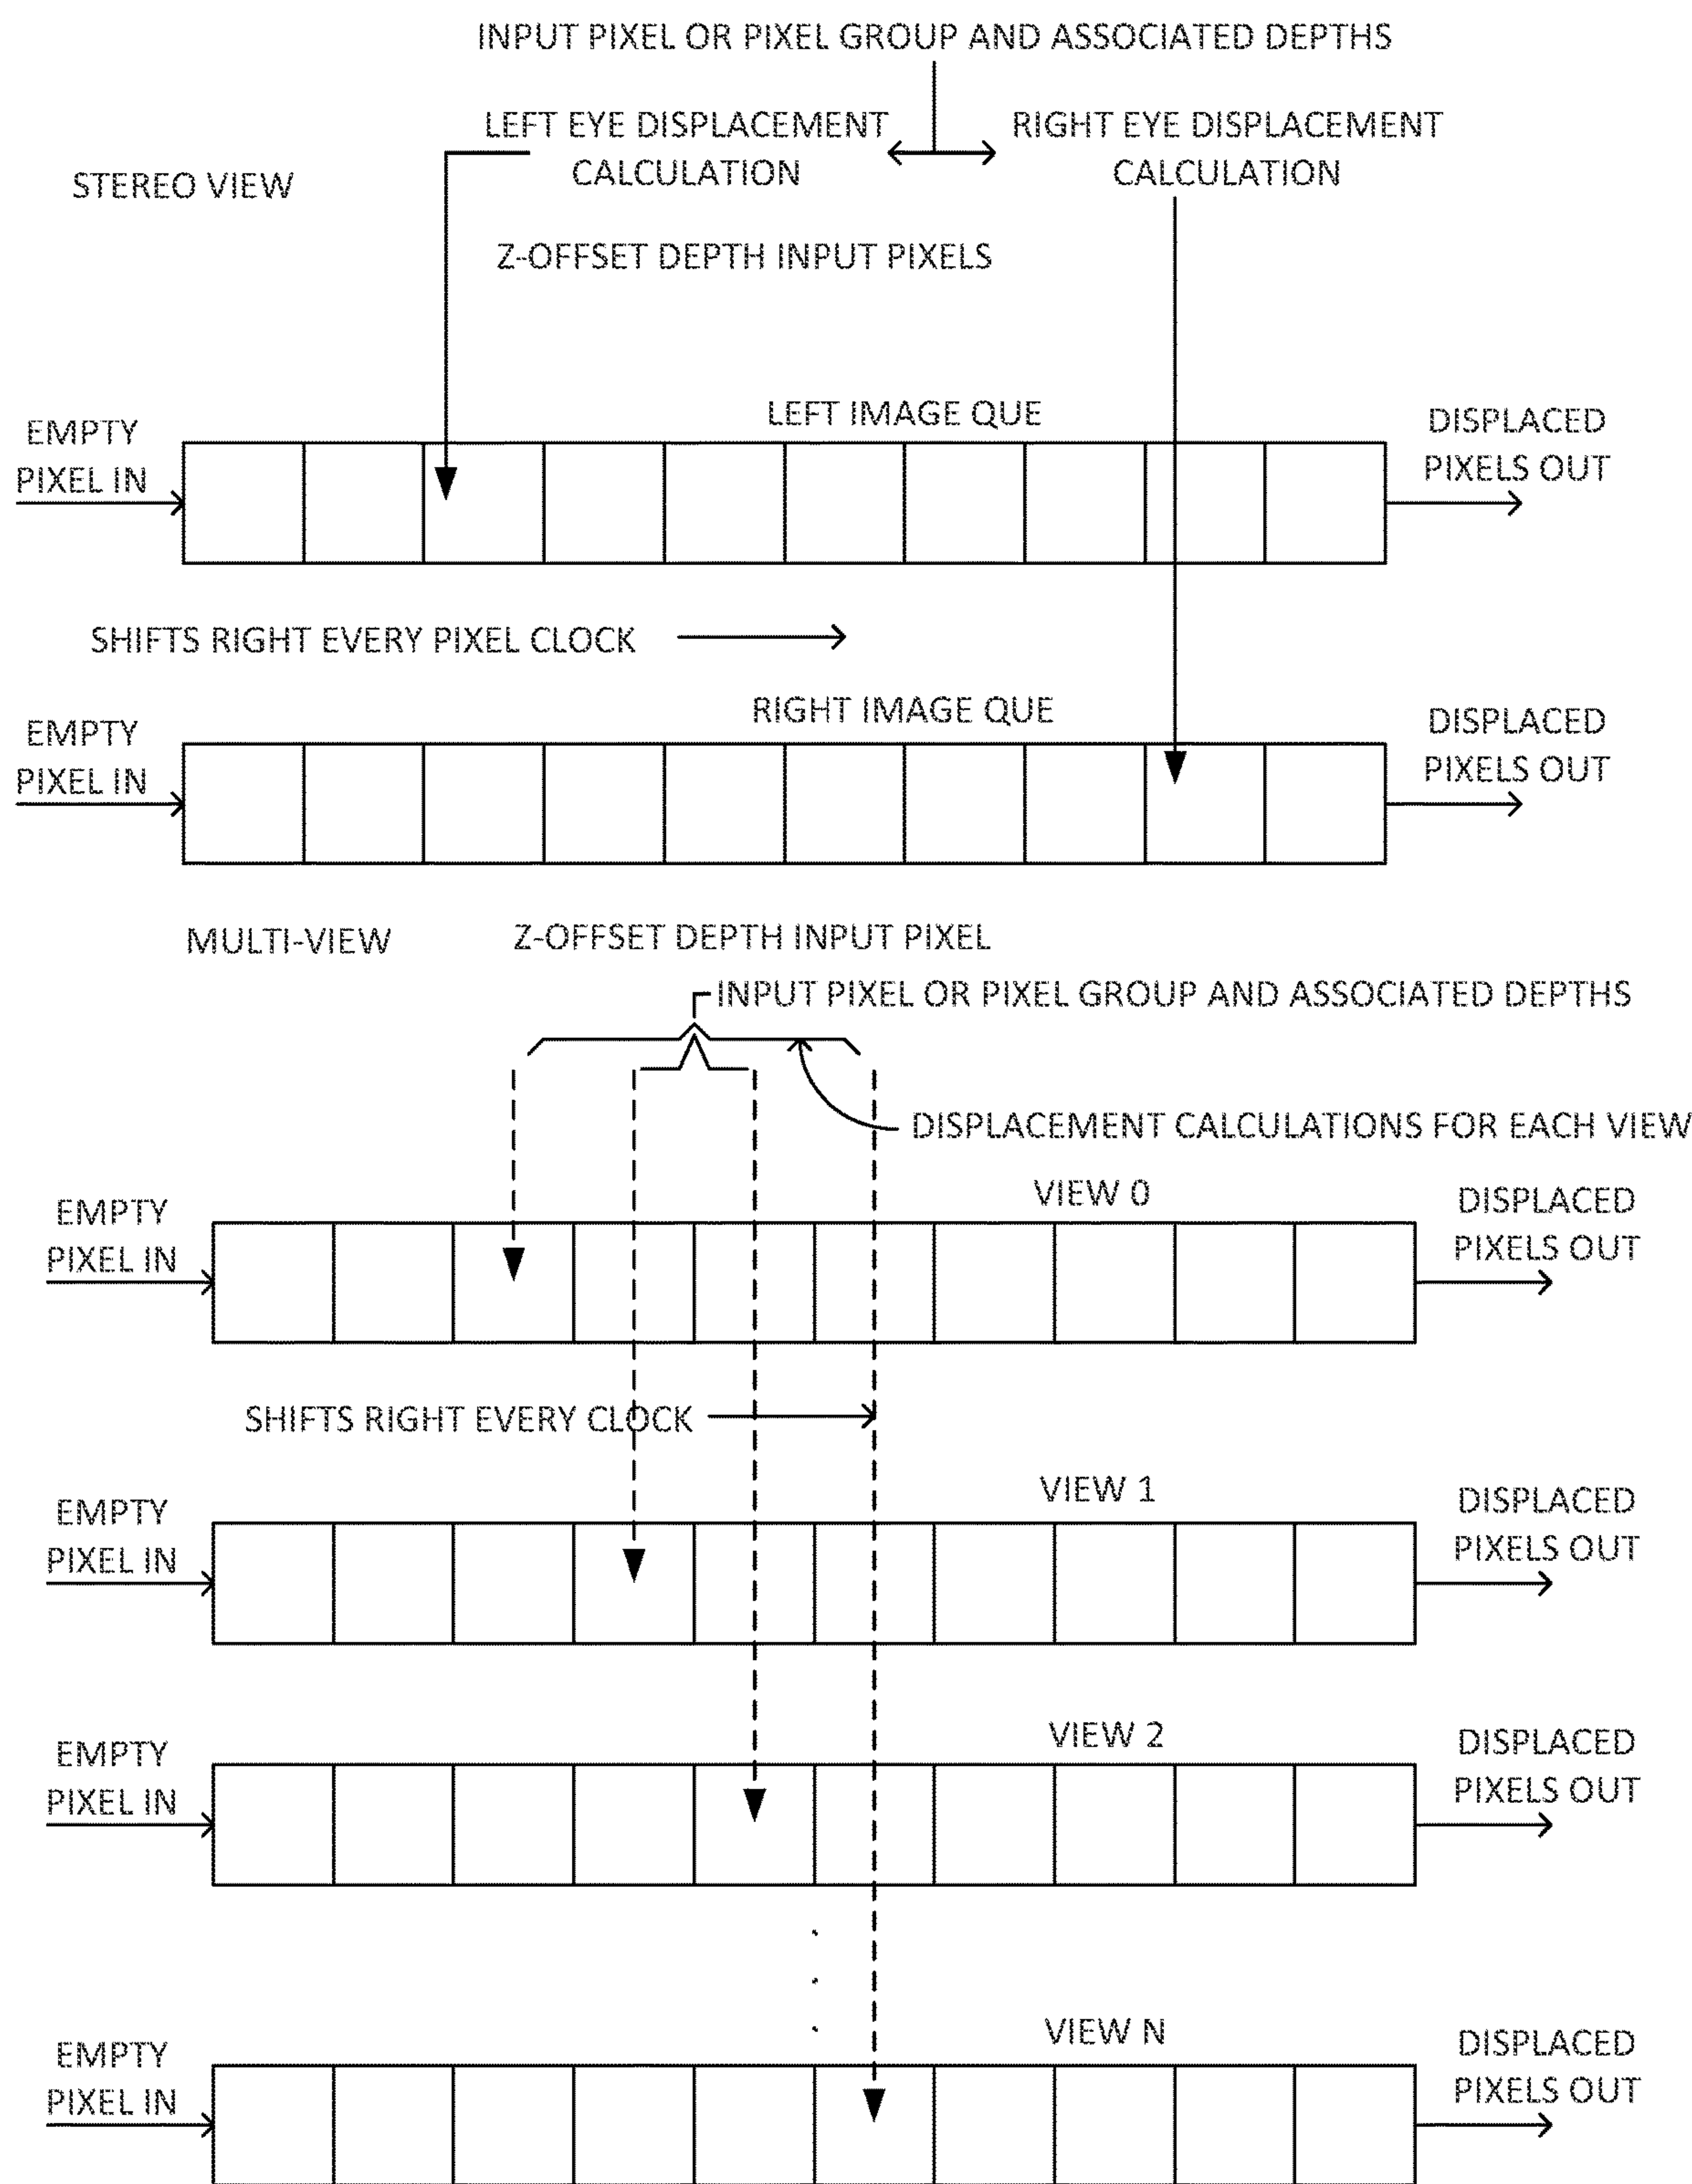 INPUT PIXEL OR PIXEL GROUP AND ASSOCIATED DEPTHS
LEFT EYE DISPLACEMENT
CALCULATION
RIGHT EYE DISPLACEMENT
CALCULATION
STEREO VIEW
Z-OFFSET DEPTH INPUT PIXELS
LEFT IMAGE QUE
EMPTY
PIXEL IN
DISPLACED
PIXELS OUT
SHIFTS RIGHT EVERY PIXEL CLOCK
RIGHT IMAGE QUE
EMPTY
PIXEL IN
DISPLACED
PIXELS OUT
MULTI-VIEW
Z-OFFSET DEPTH INPUT PIXEL
INPUT PIXEL OR PIXEL GROUP AND ASSOCIATED DEPTHS
DISPLACEMENT CALCULATIONS FOR EACH VIEW
VIEW 0
EMPTY
PIXEL IN
DISPLACED
PIXELS OUT
SHIFTS RIGHT EVERY CLOCK
VIEW 1
EMPTY
PIXEL IN
DISPLACED
PIXELS OUT
VIEW 2
EMPTY
PIXEL IN
DISPLACED
PIXELS OUT
VIEW N
EMPTY
PIXEL IN
DISPLACED
PIXELS OUT